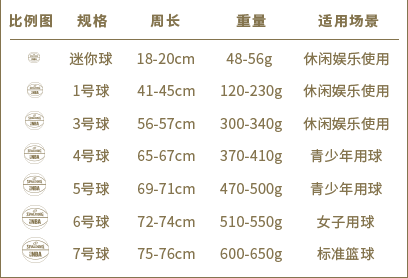 比例图 规格 周长 重量 适用场景
迷你球 18-20cm 48-56g 休闲娱乐使用
1号球 41-45cm 120-230g 休闲娱乐使用
3号球 56-57cm 300-340g 休闲娱乐使用
4号球 65-67cm 370-410g 青少年用球
5号球 69-71cm 470-500g 青少年用球
6号球 72-74cm 510-550g 女子用球
7号球 75-76cm 600-650g 标准篮球